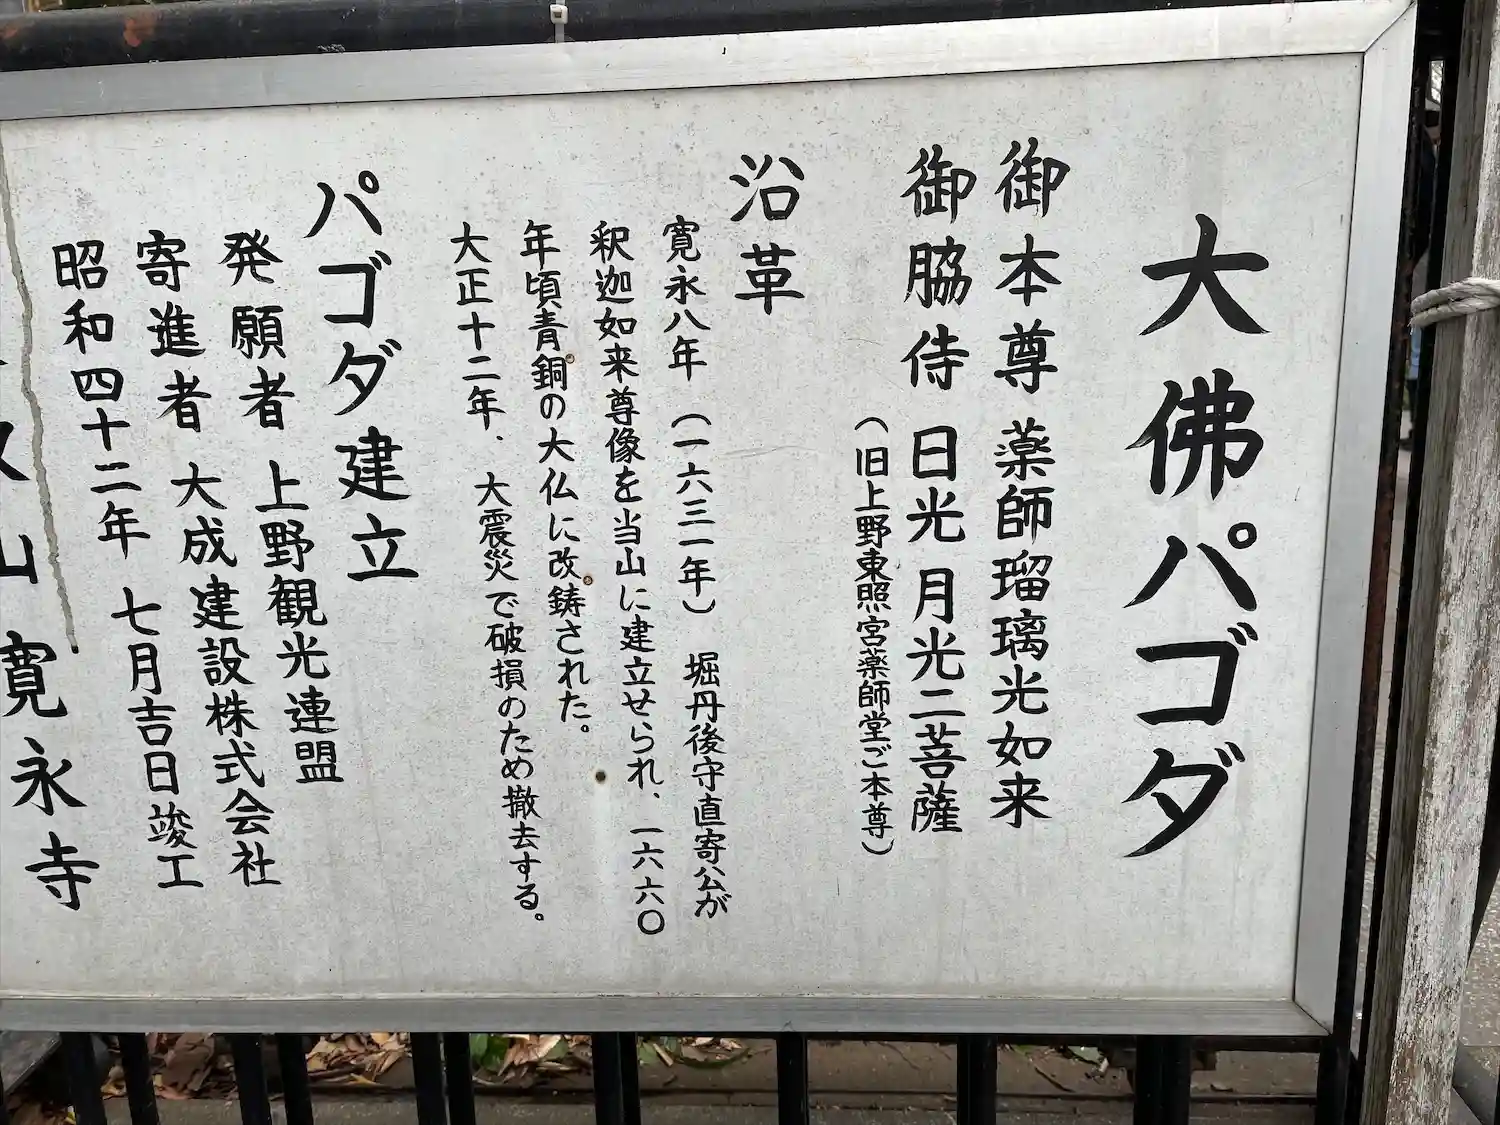 大佛パゴダ
御本尊 薬師瑠璃光如来
御脇侍 日光月光二菩薩
（旧上野東照宮薬師堂ご本尊）
沿革
寛永八年（一六三一年）堀丹後守直寄公が
釈迦如来尊像を当山に建立せられ、一六六〇
年頃青銅の大仏に改鋳された。
大正十二年、大震災で破損のため撤去する。
パゴダ建立
発願者 上野観光連盟
寄進者 大成建設株式会社
昭和四十二年 七月吉日竣工
山 寛永寺